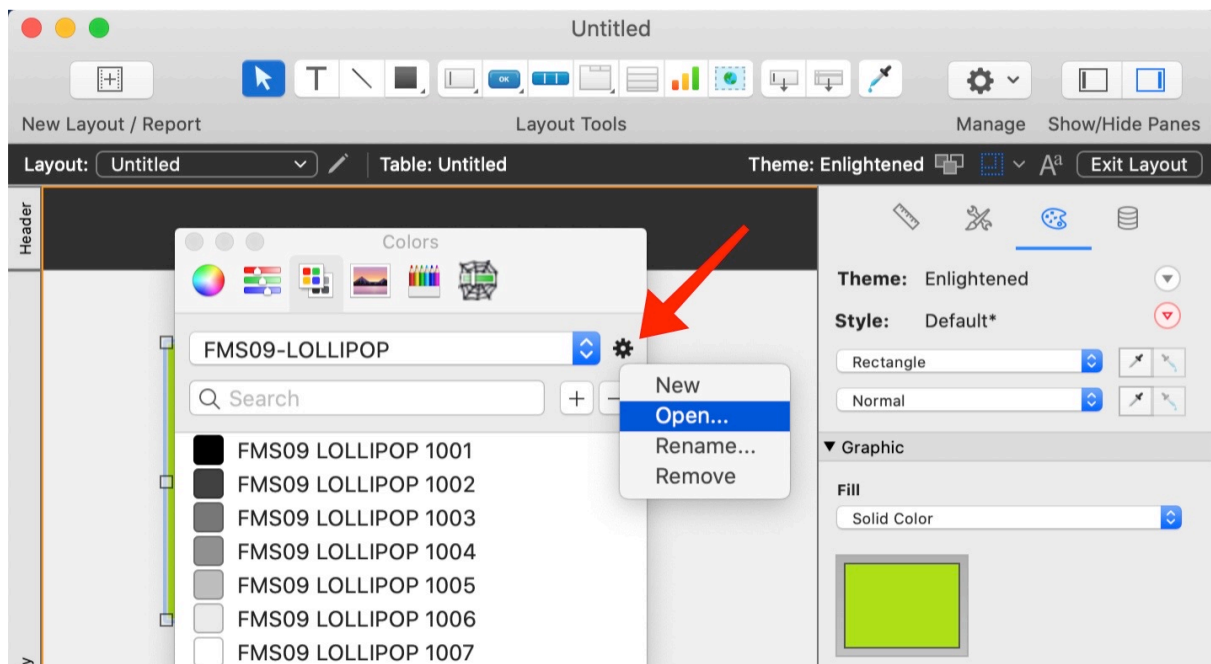 Untitled
OK
New Layout / Report
Layout Tools
Manage
Show/Hide Panes
Layout: Untitled
Table: Untitled
Theme: Enlightened
Aa
Exit Layout
Header
Colors
FMS09-LOLLIPOP
Search
New
Open...
Rename...
Remove
FMS09 LOLLIPOP 1001
FMS09 LOLLIPOP 1002
FMS09 LOLLIPOP 1003
FMS09 LOLLIPOP 1004
FMS09 LOLLIPOP 1005
FMS09 LOLLIPOP 1006
FMS09 LOLLIPOP 1007
Theme: Enlightened
Style: Default*
Rectangle
Normal
Graphic
Fill
Solid Color